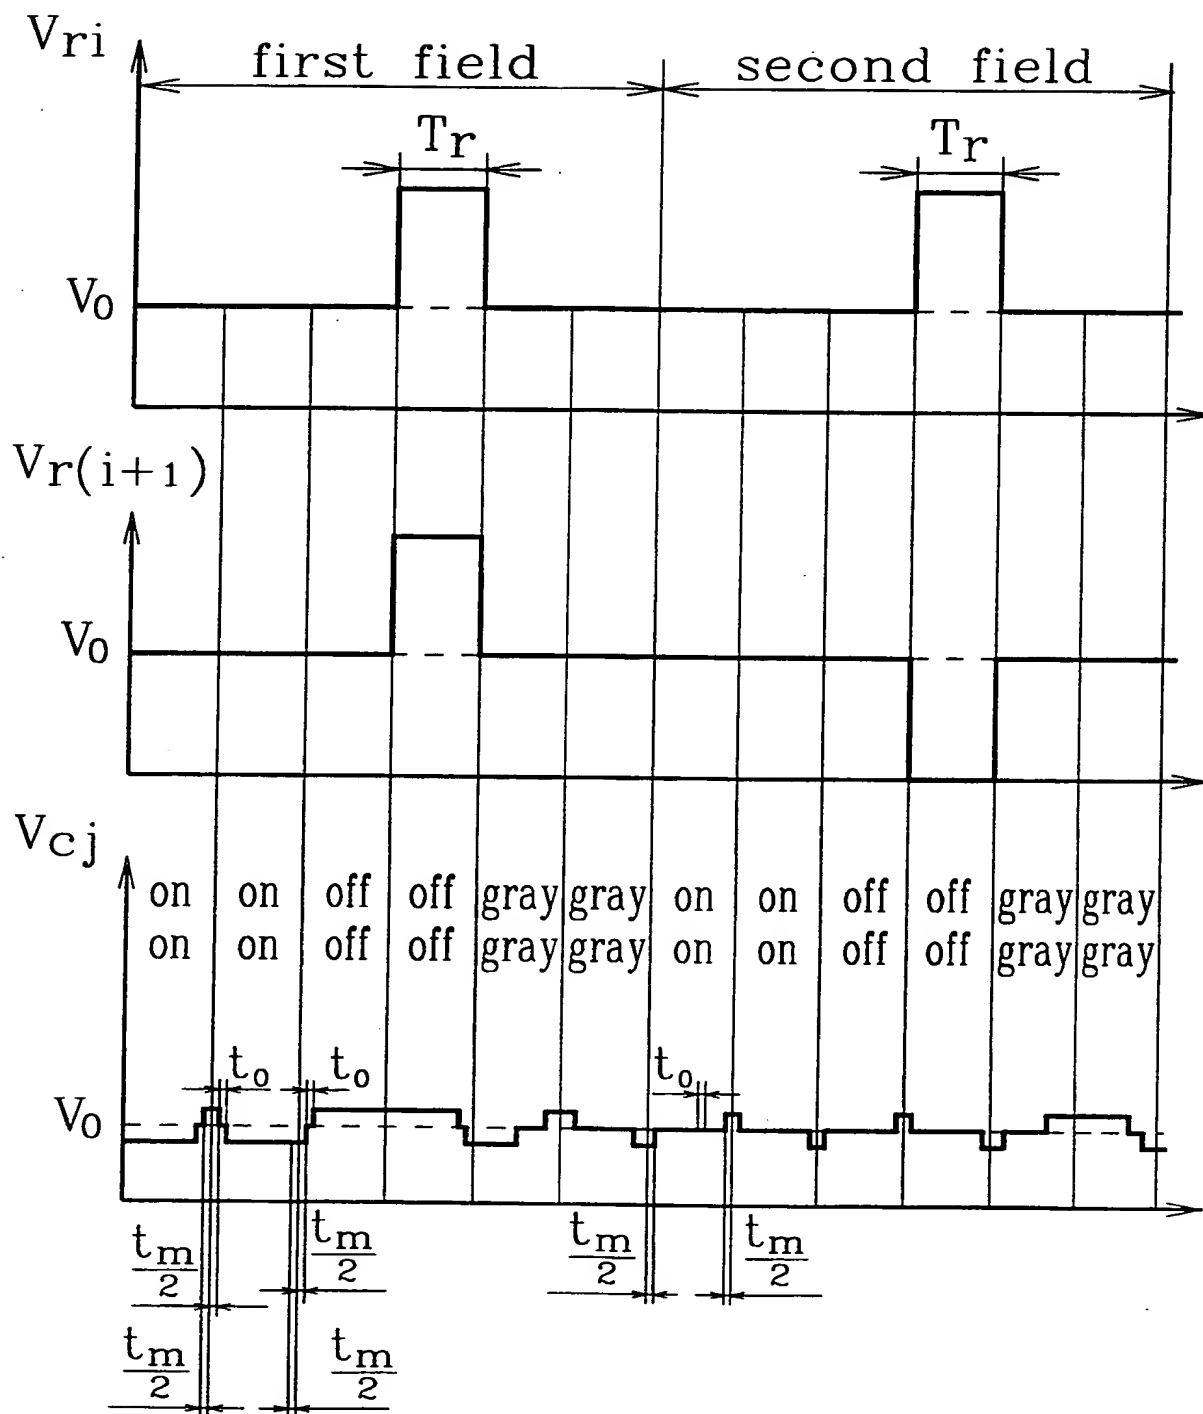 Vri
first field second field
Tr Tr
V0
Vr(i+1)
V0
Vcj
on on off off gray gray on on off off gray gray
on on off off gray gray on on off off gray gray
to to to
V0
tm/2 tm/2 tm/2 tm/2
tm/2 tm/2